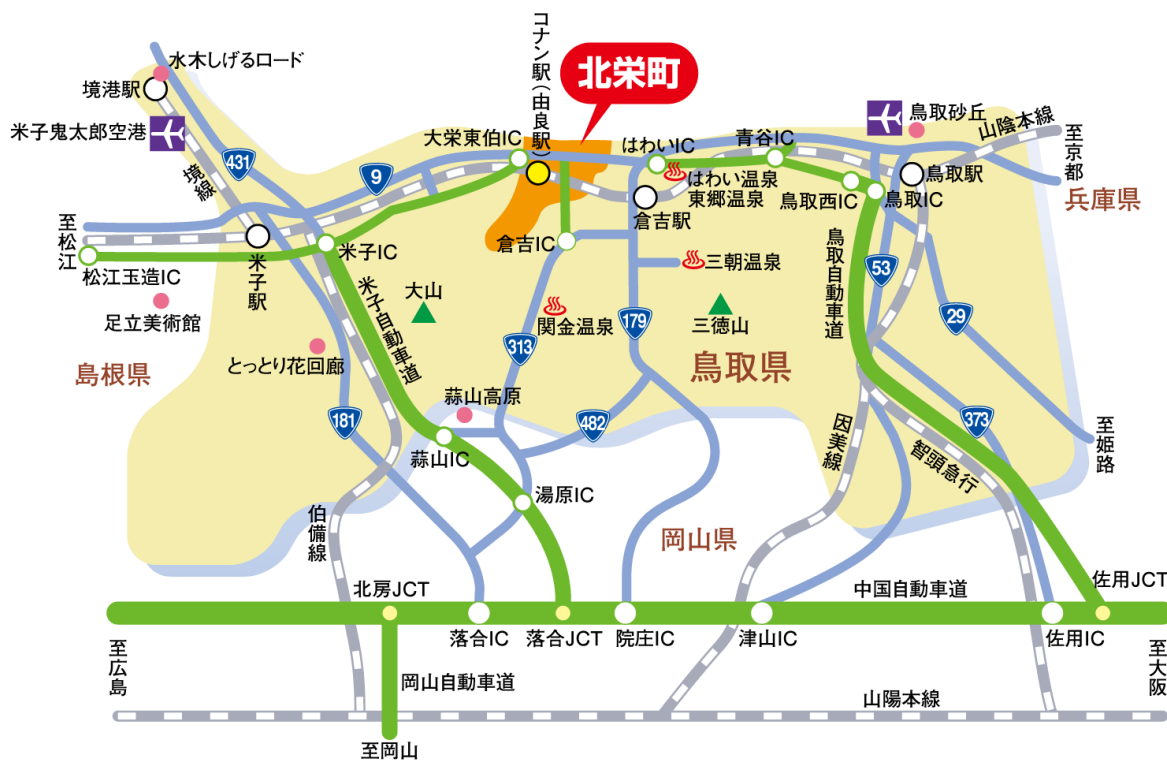 水木しげるロード
境港駅
米子鬼太郎空港
境線
431
9
コナン駅(由良駅)
北栄町
大栄東伯IC
はわいIC
青谷IC
鳥取砂丘
山陰本線
至京都
兵庫県
はわい温泉
東郷温泉
倉吉駅
鳥取西IC
鳥取駅
鳥取IC
至松江
松江玉造IC
米子駅
米子IC
倉吉IC
三朝温泉
足立美術館
島根県
とっとり花回廊
米子自動車道
大山
関金温泉
313
179
三徳山
鳥取県
鳥取自動車道
53
29
373
至姫路
181
蒜山高原
482
蒜山IC
湯原IC
因美線
智頭急行
伯備線
岡山県
北房JCT
中国自動車道
佐用JCT
至広島
落合IC
落合JCT
院庄IC
津山IC
佐用IC
至大阪
岡山自動車道
山陽本線
至岡山